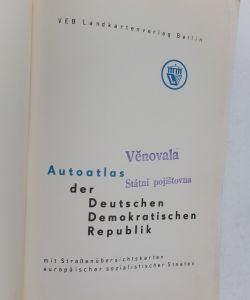 VEB Landkartenverlag Berlin
Věnovala
Autoatlas
Státní pojišťovna
der
Deutschen
Demokratischen
Republik
mit Straßenübersichtskarten
europäischer sozialistischer Staaten